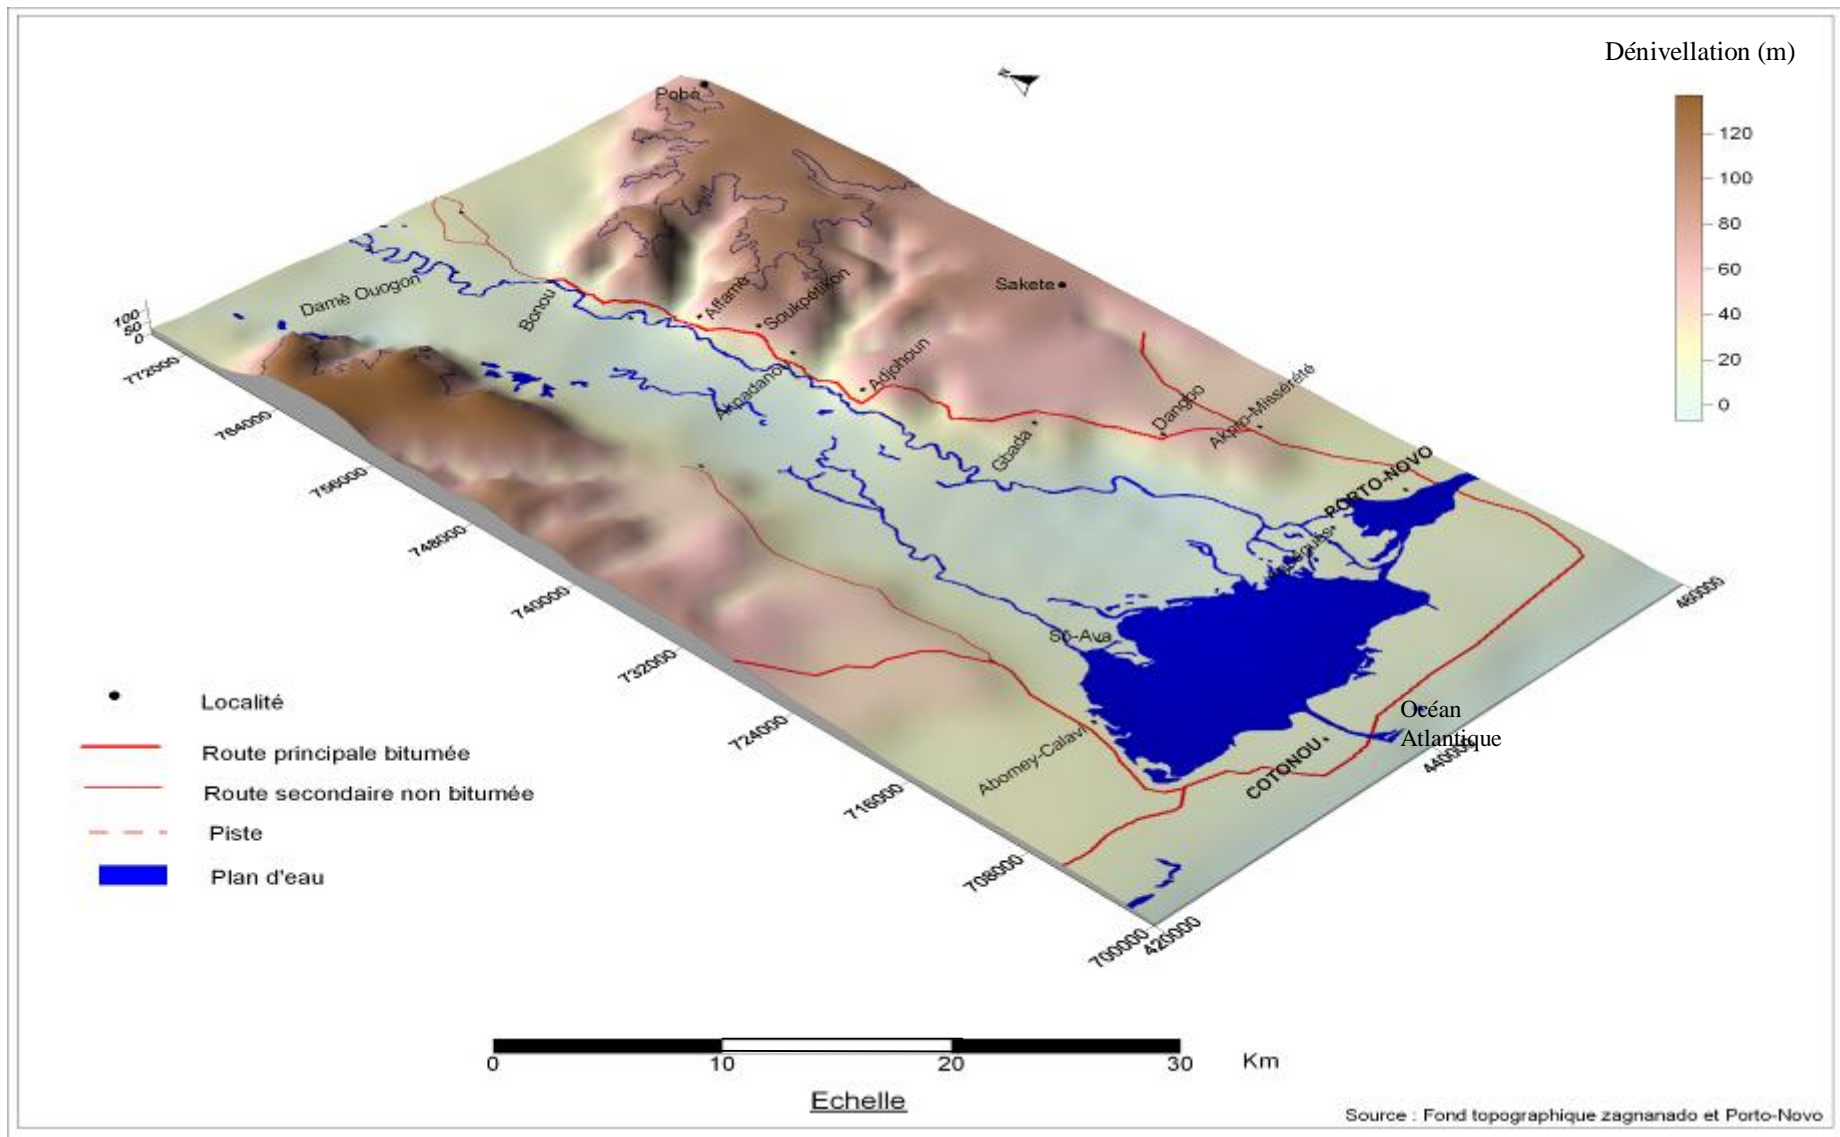 Dénivellation (m)
120
100
80
60
40
20
0
N
Pobè
Sakete
Damè Ouogon
Bonou
Affamè
Soukpétikon
Akpadanou
Adjohoun
Gbada
Dangbo
Akpro-Missérété
PORTO-NOVO
Sô-Ava
Abomey-Calavi
COTONOU
Océan
Atlantique
100
50
0
772000
764000
756000
748000
740000
732000
724000
716000
708000
700000
420000
440000
460000
Localité
Route principale bitumée
Route secondaire non bitumée
Piste
Plan d'eau
0 10 20 30 Km
Echelle
Source : Fond topographique zagnanado et Porto-Novo